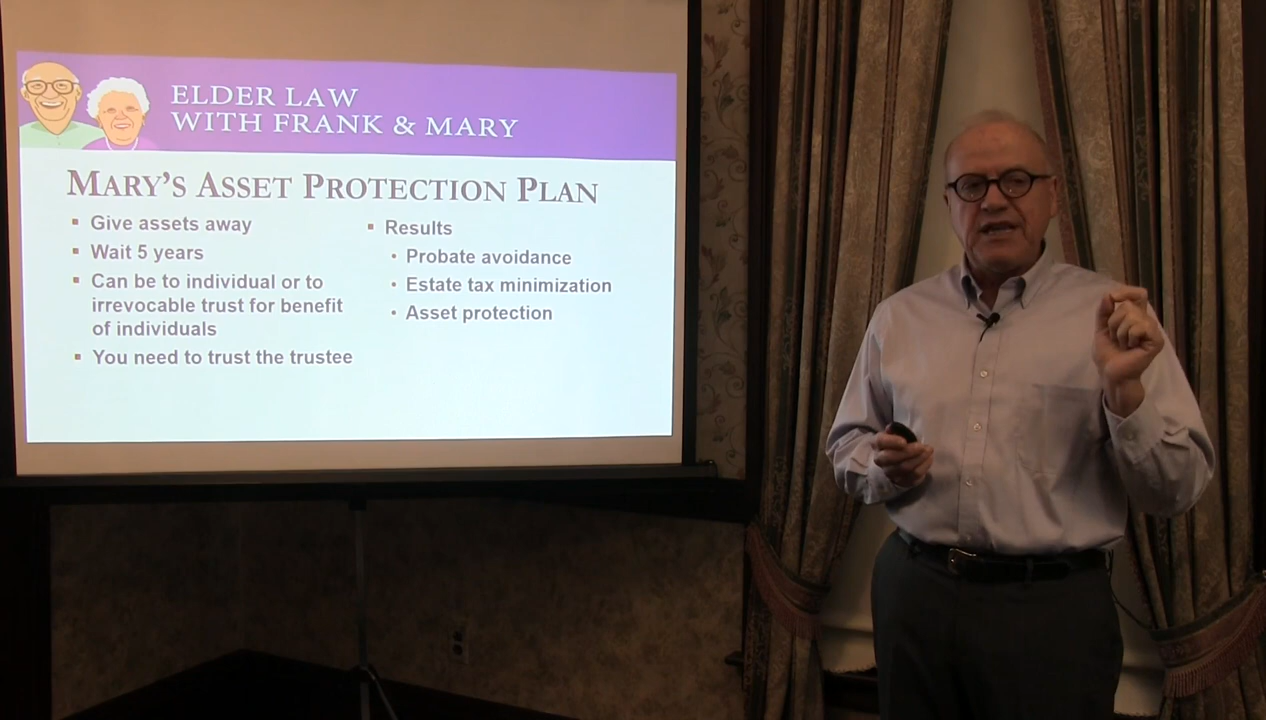 ELDER LAW
WITH FRANK & MARY
MARY'S ASSET PROTECTION PLAN
▪ Give assets away
▪ Wait 5 years
▪ Can be to individual or to
irrevocable trust for benefit
of individuals
▪ You need to trust the trustee
▪ Results
• Probate avoidance
• Estate tax minimization
• Asset protection